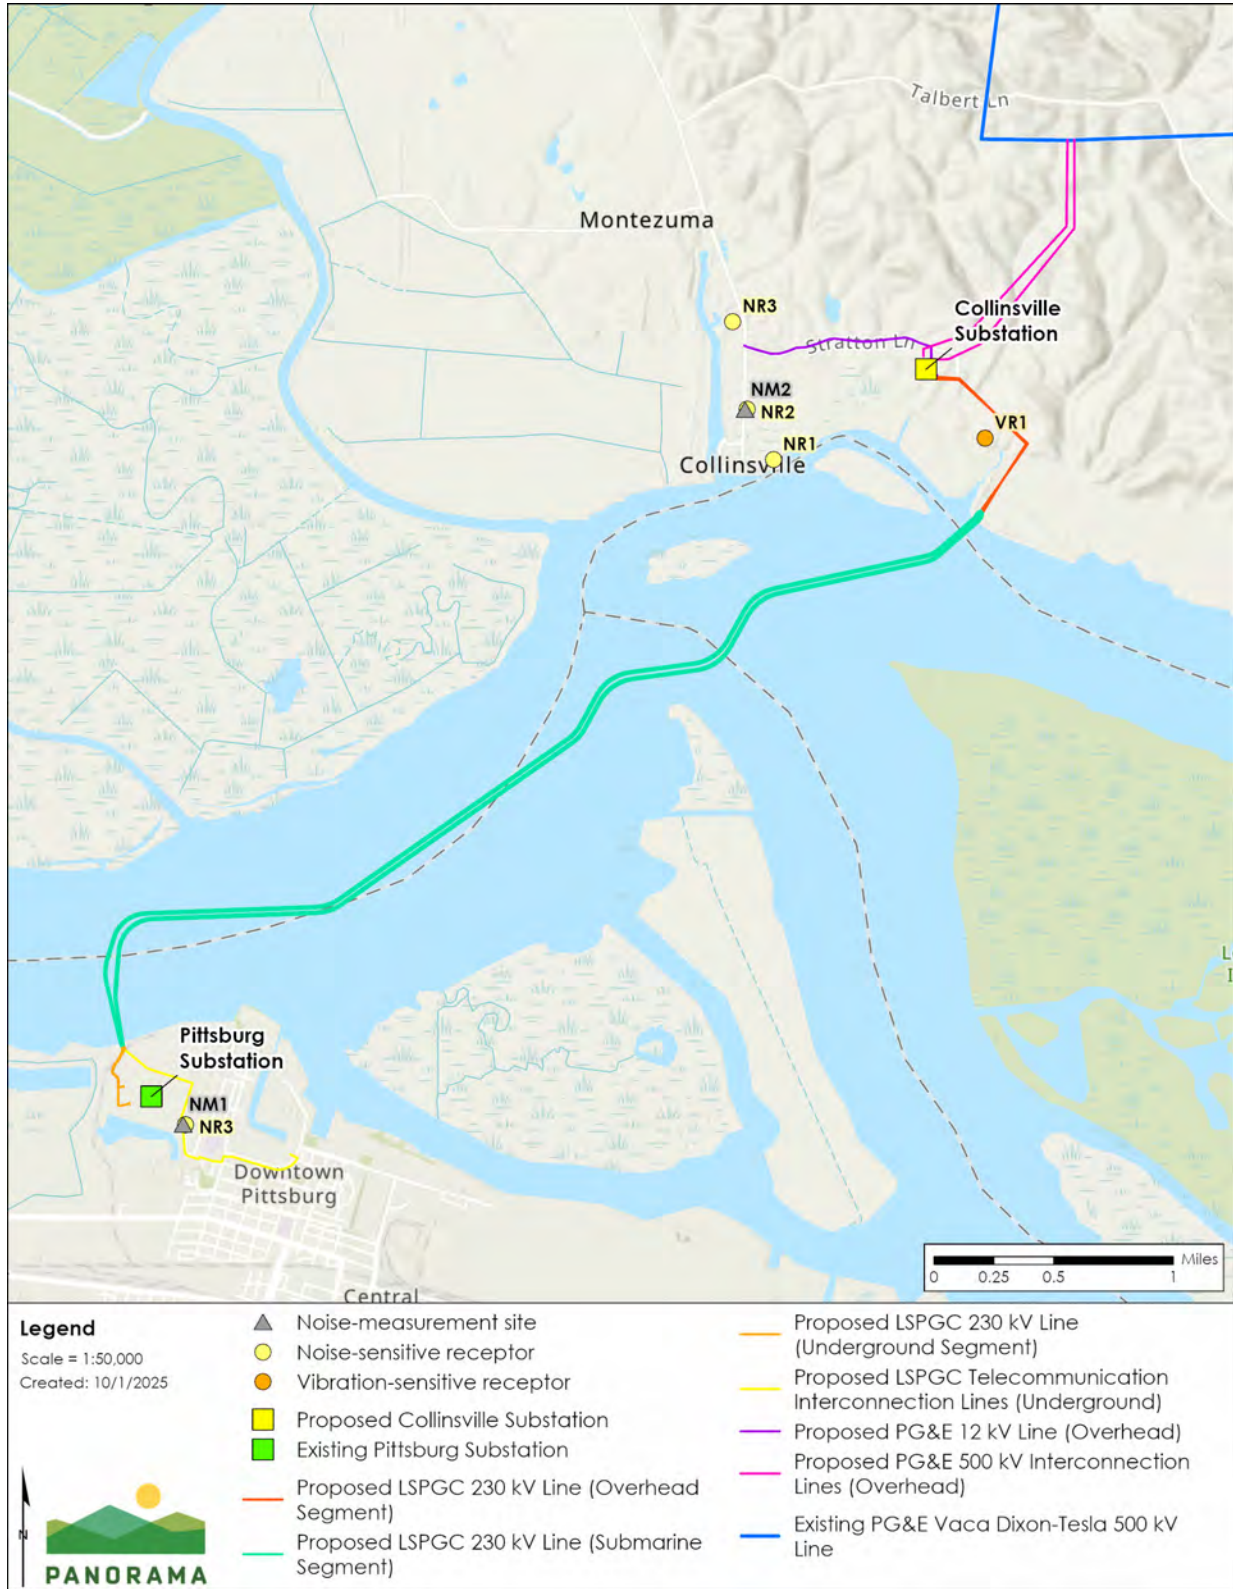 Talbert Ln
Montezuma
NR3
Collinsville
Substation
Stratton Ln
NM2
NR2
VR1
NR1
Collinsville
Pittsburg
Substation
NM1
NR3
Downtown
Pittsburg
Central
Miles
0 0.25 0.5 1
Legend
Scale = 1:50,000
Created: 10/1/2025
N
PANORAMA
Noise-measurement site
Noise-sensitive receptor
Vibration-sensitive receptor
Proposed Collinsville Substation
Existing Pittsburg Substation
Proposed LSPGC 230 kV Line (Overhead
Segment)
Proposed LSPGC 230 kV Line (Submarine
Segment)
Proposed LSPGC 230 kV Line
(Underground Segment)
Proposed LSPGC Telecommunication
Interconnection Lines (Underground)
Proposed PG&E 12 kV Line (Overhead)
Proposed PG&E 500 kV Interconnection
Lines (Overhead)
Existing PG&E Vaca Dixon-Tesla 500 kV
Line